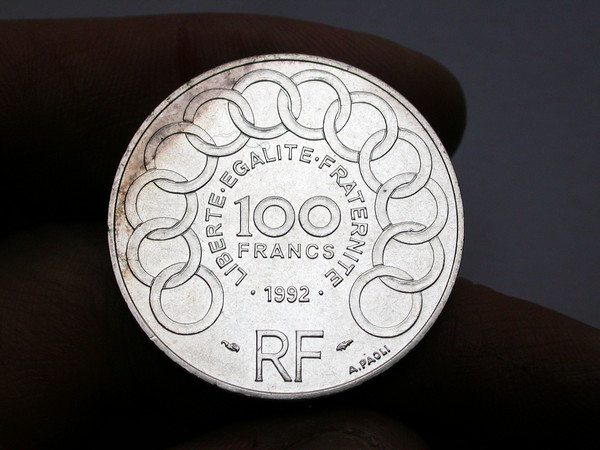 LIBERTE·EGALITE·FRATERNITE
100
FRANCS
· 1992 ·
RF
A.PAOLI